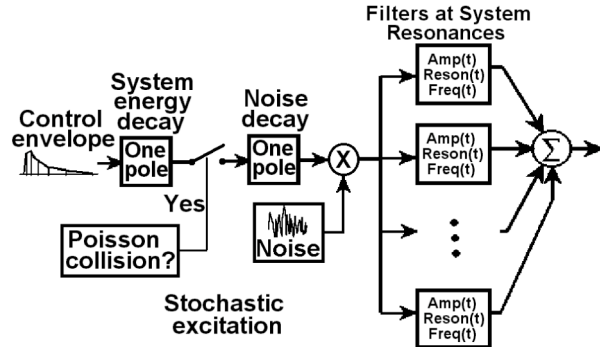 Filters at System
Resonances
Control
envelope
System
energy
decay
One
pole
Yes
Poisson
collision?
Noise
decay
One
pole
X
Noise
Stochastic
excitation
Amp(t)
Reson(t)
Freq(t)
Amp(t)
Reson(t)
Freq(t)
Amp(t)
Reson(t)
Freq(t)
Σ